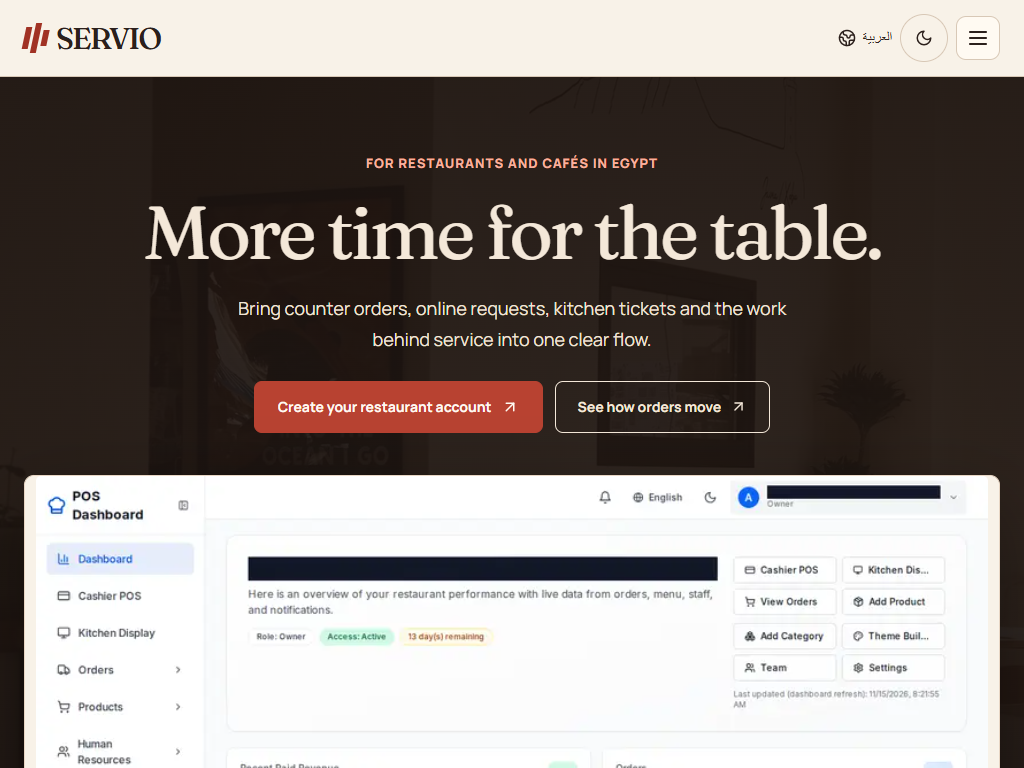 SERVIO
العربية
FOR RESTAURANTS AND CAFÉS IN EGYPT
More time for the table.
Bring counter orders, online requests, kitchen tickets and the work
behind service into one clear flow.
Create your restaurant account
See how orders move
OCEAN I GO
POS
Dashboard
English
A
Owner
Dashboard
Cashier POS
Kitchen Display
Orders
Products
Human
Resources
Here is an overview of your restaurant performance with live data from orders, menu, staff,
and notifications.
Role: Owner
Access: Active
13 day(s) remaining
Cashier POS
Kitchen Dis...
View Orders
Add Product
Add Category
Theme Buil...
Team
Settings
Last updated (dashboard refresh): 11/15/2026, 8:21:55
AM
Recent Paid Revenue
Orders